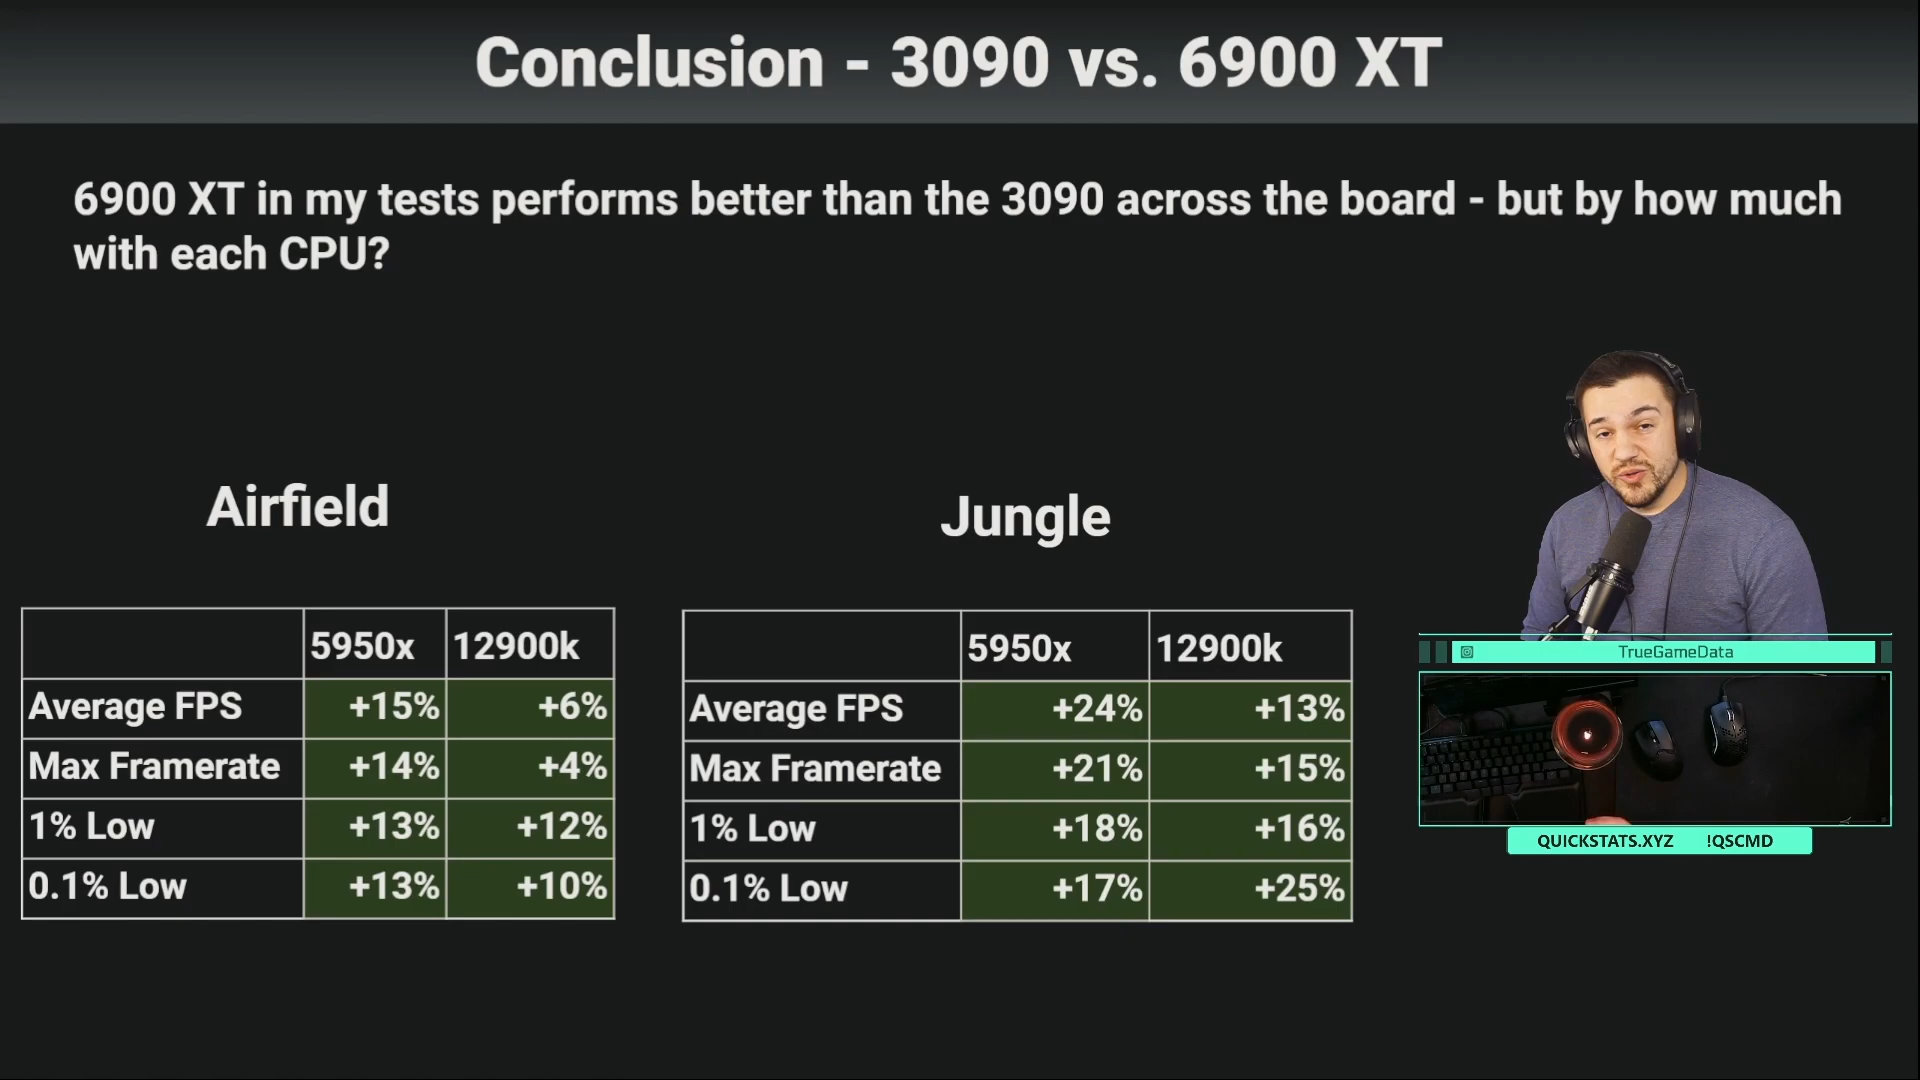 Conclusion - 3090 vs. 6900 XT
6900 XT in my tests performs better than the 3090 across the board - but by how much
with each CPU?
Airfield
5950x 12900k
Average FPS +15% +6%
Max Framerate +14% +4%
1% Low +13% +12%
0.1% Low +13% +10%
Jungle
5950x 12900k
Average FPS +24% +13%
Max Framerate +21% +15%
1% Low +18% +16%
0.1% Low +17% +25%
TrueGameData
QUICKSTATS.XYZ !QSCMD